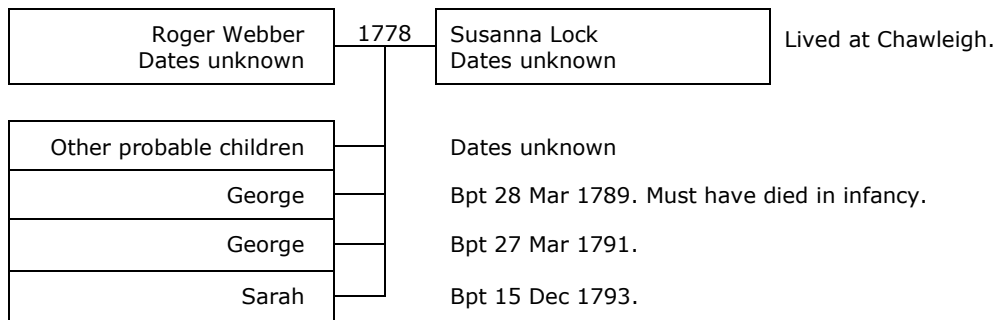 Roger Webber
Dates unknown
1778
Susanna Lock
Dates unknown
Lived at Chawleigh.
Other probable children
Dates unknown
George
Bpt 28 Mar 1789. Must have died in infancy.
George
Bpt 27 Mar 1791.
Sarah
Bpt 15 Dec 1793.